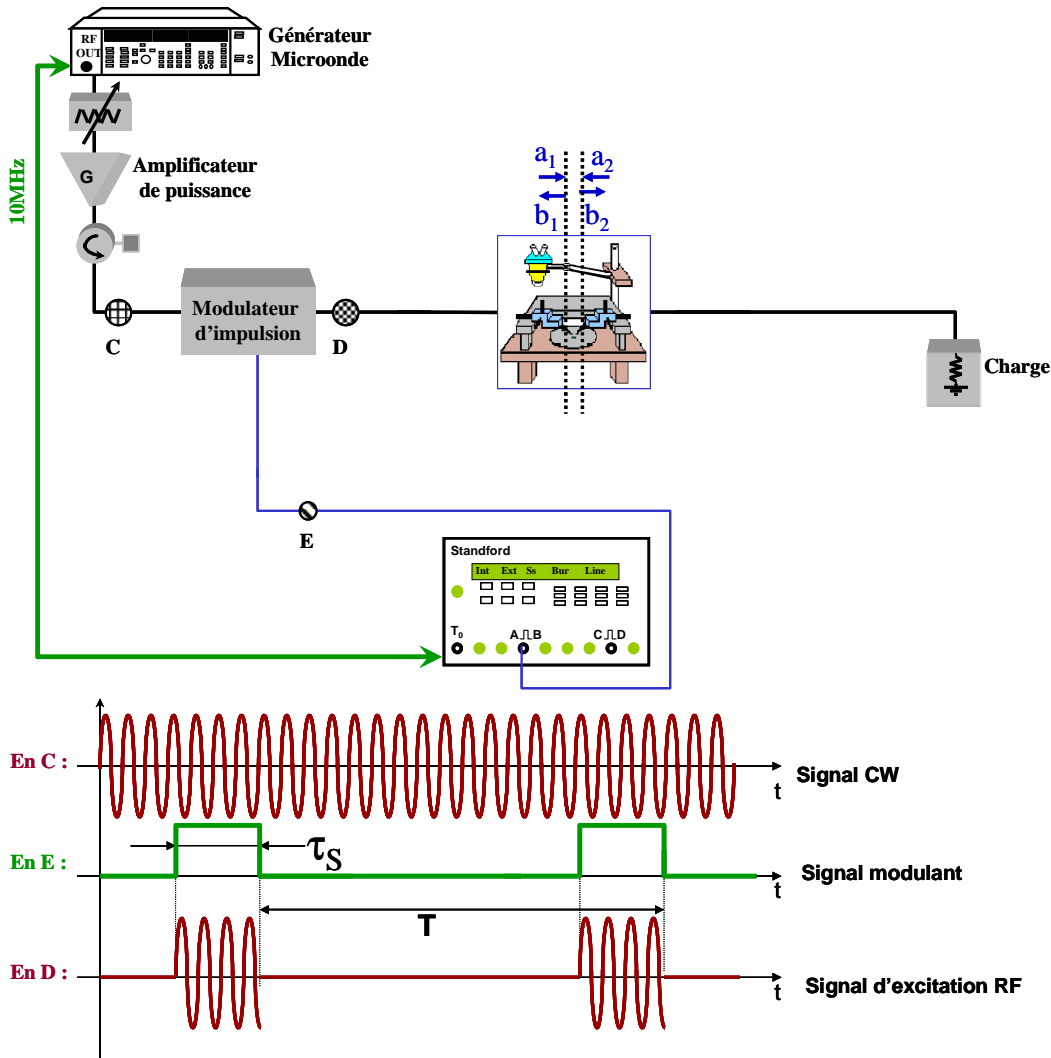 RF
OUT
Générateur
Microonde
10MHz
G
Amplificateur
de puissance
a1 a2
b1 b2
Modulateur
d'impulsion
C
D
Charge
E
Standford
Int Ext Ss Bur Line
T0 A B C D
En C :
Signal CW
t
En E :
τS
Signal modulant
t
T
En D :
Signal d'excitation RF
t